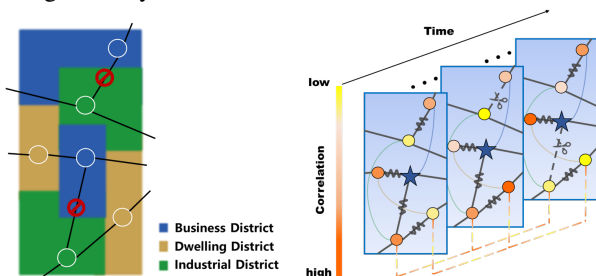 Time
low
Correlation
high
Business District
Dwelling District
Industrial District